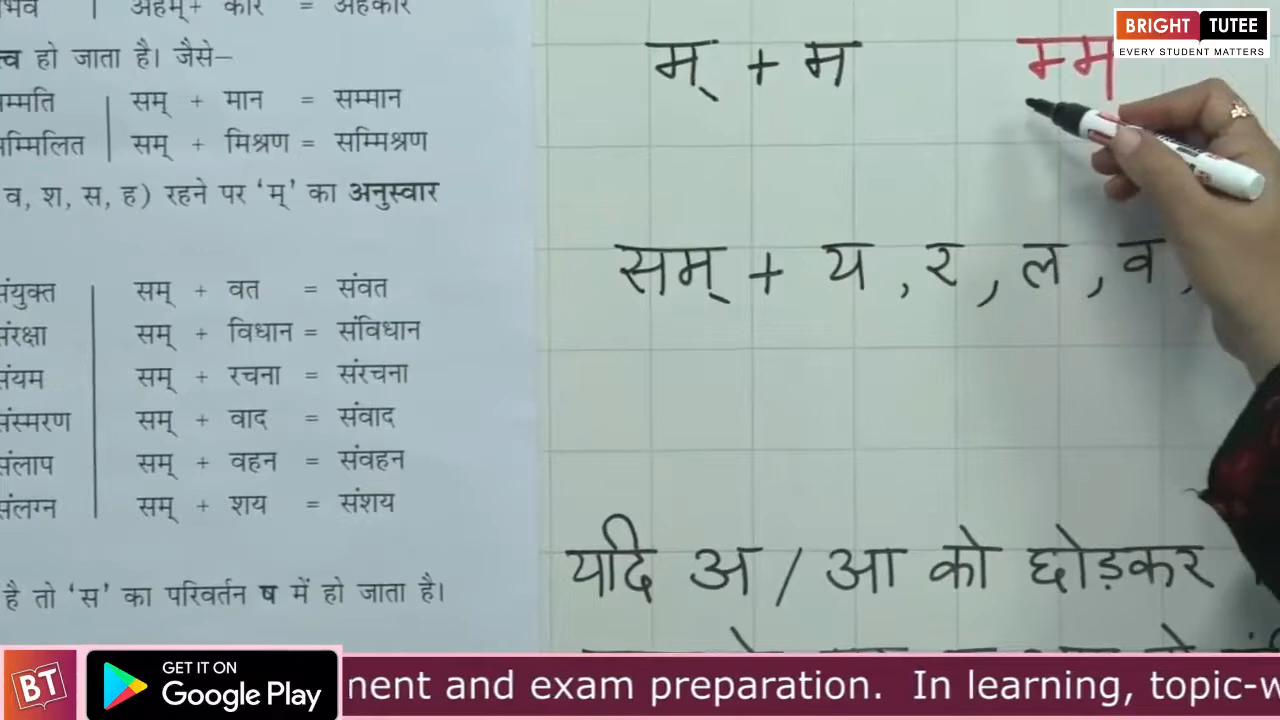 अहम् + कार = अहंकार
हो जाता है। जैसे—
सम् + मान = सम्मान
सम् + मिश्रण = सम्मिश्रण
व, श, स, ह) रहने पर 'म्' का अनुस्वार
संयुक्त सम् + वत = संवत
संरक्षा सम् + विधान = संविधान
संयम सम् + रचना = संरचना
संस्मरण सम् + वाद = संवाद
संलाप सम् + वहन = संवहन
संलग्न सम् + शय = संशय
है तो 'स' का परिवर्तन ष में हो जाता है।
म् + म म्म
सम् + य , र , ल , व ,
यदि अ / आ को छोड़कर
BRIGHT TUTEE
EVERY STUDENT MATTERS
BT
GET IT ON
Google Play
nent and exam preparation. In learning, topic-w